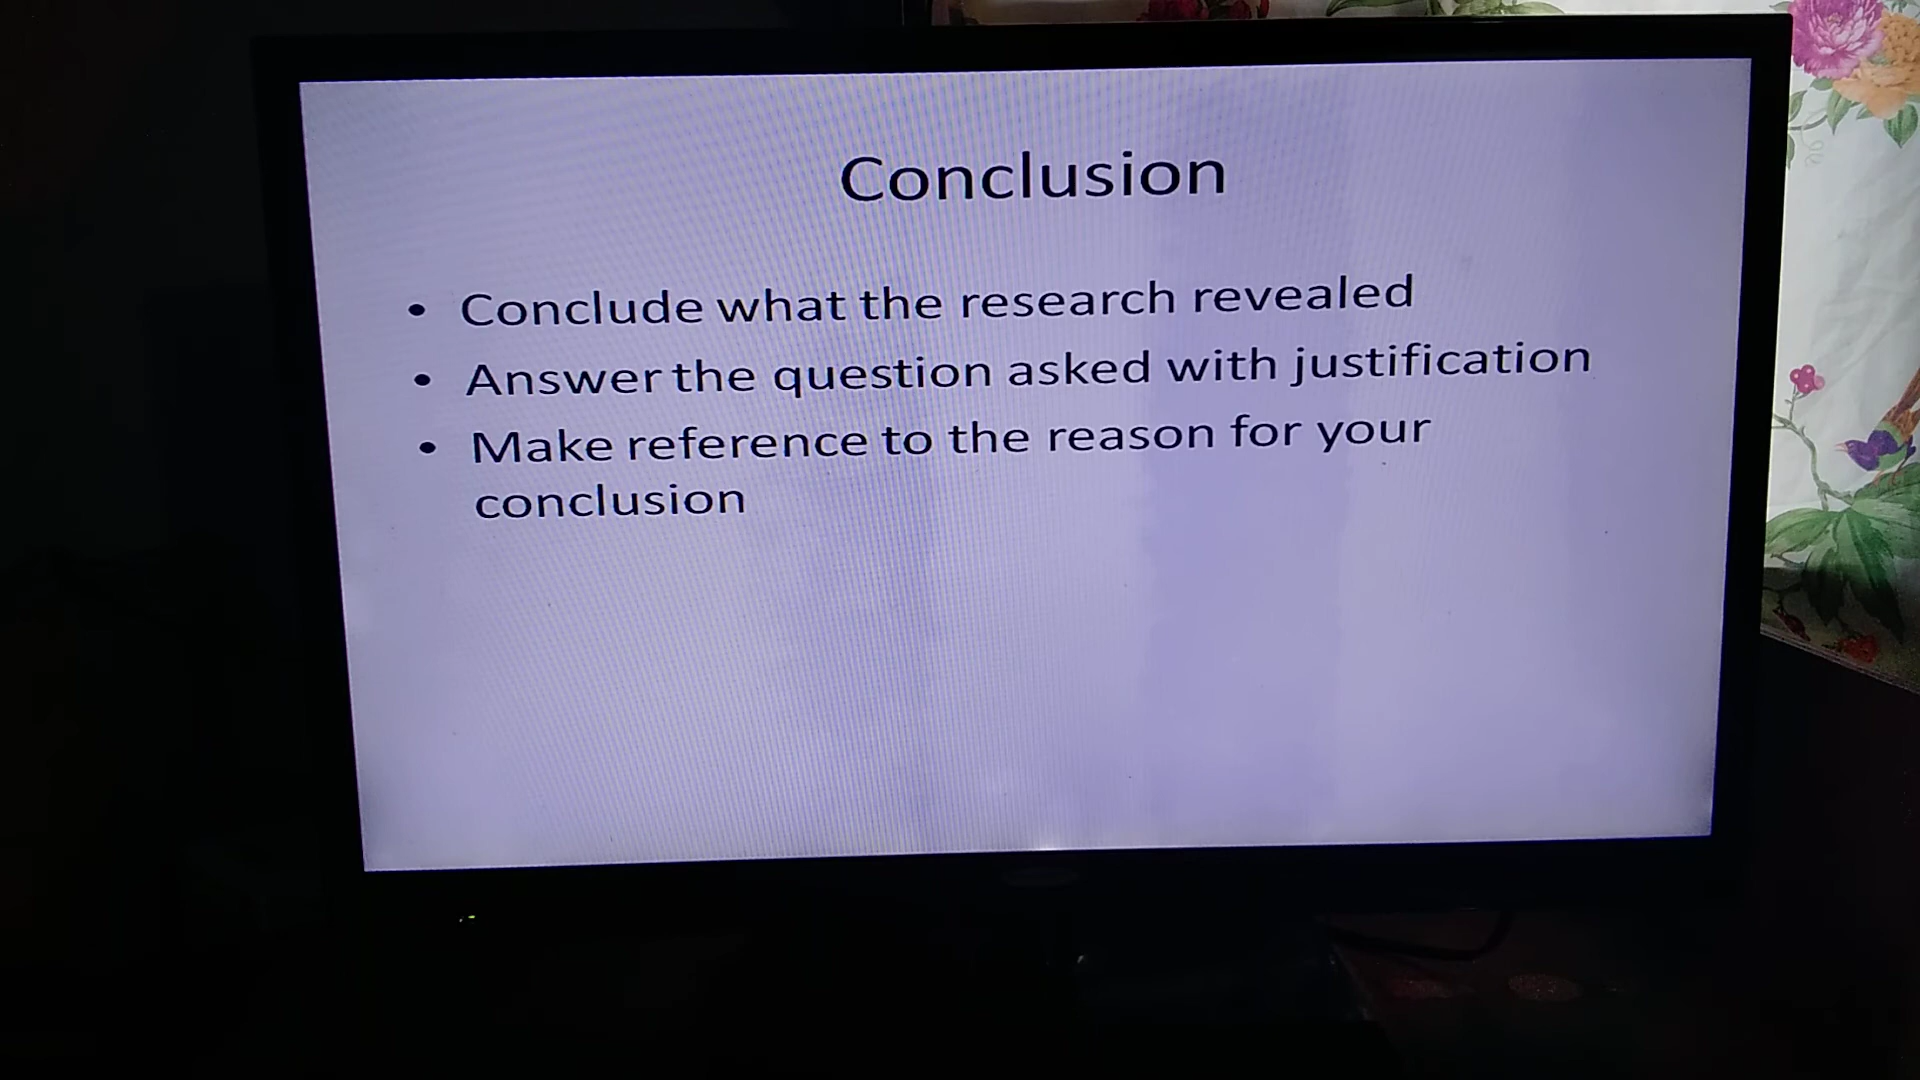 Conclusion
• Conclude what the research revealed
• Answer the question asked with justification
• Make reference to the reason for your
conclusion